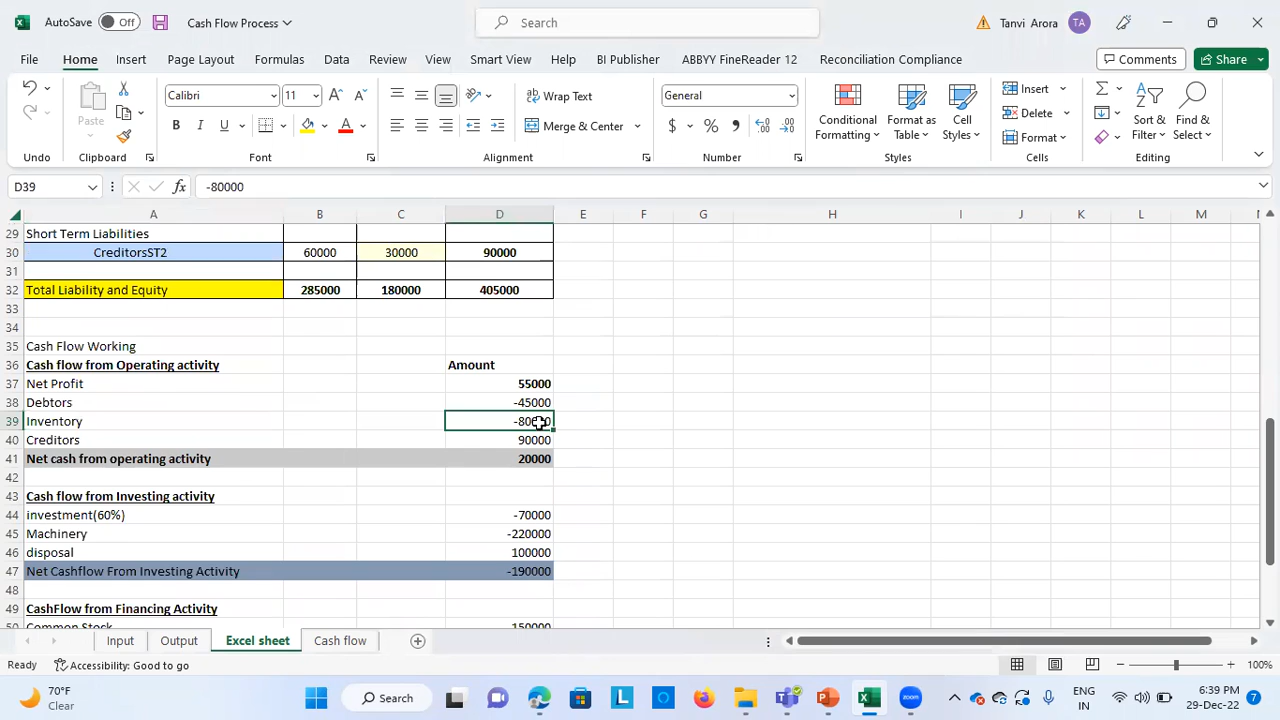 AutoSave Off Cash Flow Process Search Tanvi Arora TA
File Home Insert Page Layout Formulas Data Review View Smart View Help BI Publisher ABBYY FineReader 12 Reconciliation Compliance Comments Share
Paste Calibri 11 B I U A A A Wrap Text Merge & Center General $ % Conditional Formatting Format as Table Cell Styles Insert Delete Format Sort & Filter Find & Select
Undo Clipboard Font Alignment Number Styles Cells Editing
D39 fx -80000
A B C D E F G H I J K L M
29 Short Term Liabilities
30 CreditorsST2 60000 30000 90000
31
32 Total Liability and Equity 285000 180000 405000
33
34
35 Cash Flow Working
36 Cash flow from Operating activity Amount
37 Net Profit 55000
38 Debtors -45000
39 Inventory
40 Creditors 90000
41 Net cash from operating activity 20000
42
43 Cash flow from Investing activity
44 investment(60%) -70000
45 Machinery -220000
46 disposal 100000
47 Net Cashflow From Investing Activity -190000
48
49 CashFlow from Financing Activity
Common Stock 150000
Input Output Excel sheet Cash flow
Ready Accessibility: Good to go 100%
70°F Clear Search ENG IN 6:39 PM 29-Dec-22 7